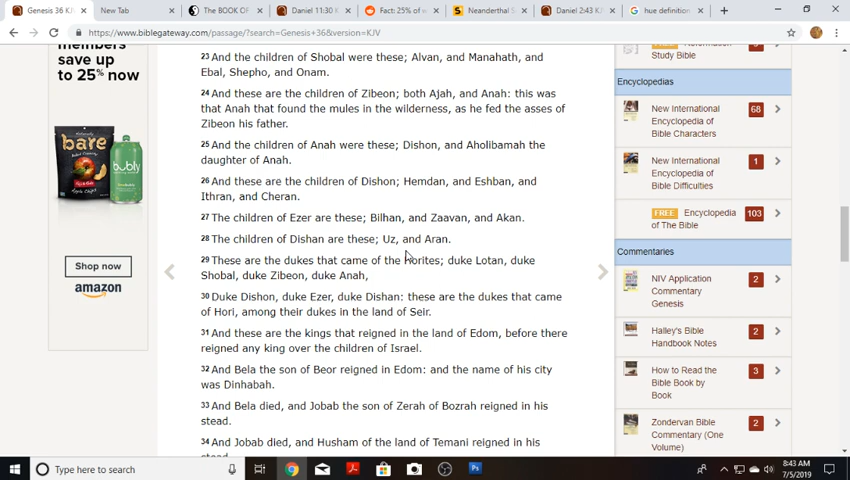 Genesis 36 KJV
New Tab
The BOOK OF
Daniel 11:30 K
Fact: 25% of w
Neanderthal S
Daniel 2:43 KJ
hue definition
https://www.biblegateway.com/passage/?search=Genesis+36&version=KJV
members save
up to 25% now
bare
bubly
Shop now
amazon
23 And the children of Shobal were these; Alvan, and Manahath, and
Ebal, Shepho, and Onam.
24 And these are the children of Zibeon; both Ajah, and Anah: this was
that Anah that found the mules in the wilderness, as he fed the asses of
Zibeon his father.
25 And the children of Anah were these; Dishon, and Aholibamah the
daughter of Anah.
26 And these are the children of Dishon; Hemdan, and Eshban, and
Ithran, and Cheran.
27 The children of Ezer are these; Bilhan, and Zaavan, and Akan.
28 The children of Dishan are these; Uz, and Aran.
29 These are the dukes that came of the Horites; duke Lotan, duke
Shobal, duke Zibeon, duke Anah,
30 Duke Dishon, duke Ezer, duke Dishan: these are the dukes that came
of Hori, among their dukes in the land of Seir.
31 And these are the kings that reigned in the land of Edom, before there
reigned any king over the children of Israel.
32 And Bela the son of Beor reigned in Edom: and the name of his city
was Dinhabah.
33 And Bela died, and Jobab the son of Zerah of Bozrah reigned in his
stead.
34 And Jobab died, and Husham of the land of Temani reigned in his
stead.
FREE Reformation
Study Bible
Encyclopedias
New International
Encyclopedia of
Bible Characters
68
New International
Encyclopedia of
Bible Difficulties
1
FREE Encyclopedia
of The Bible
103
Commentaries
NIV Application
Commentary
Genesis
2
Halley's Bible
Handbook Notes
2
How to Read the
Bible Book by
Book
3
Zondervan Bible
Commentary (One
Volume)
2
Type here to search
8:43 AM
7/5/2019